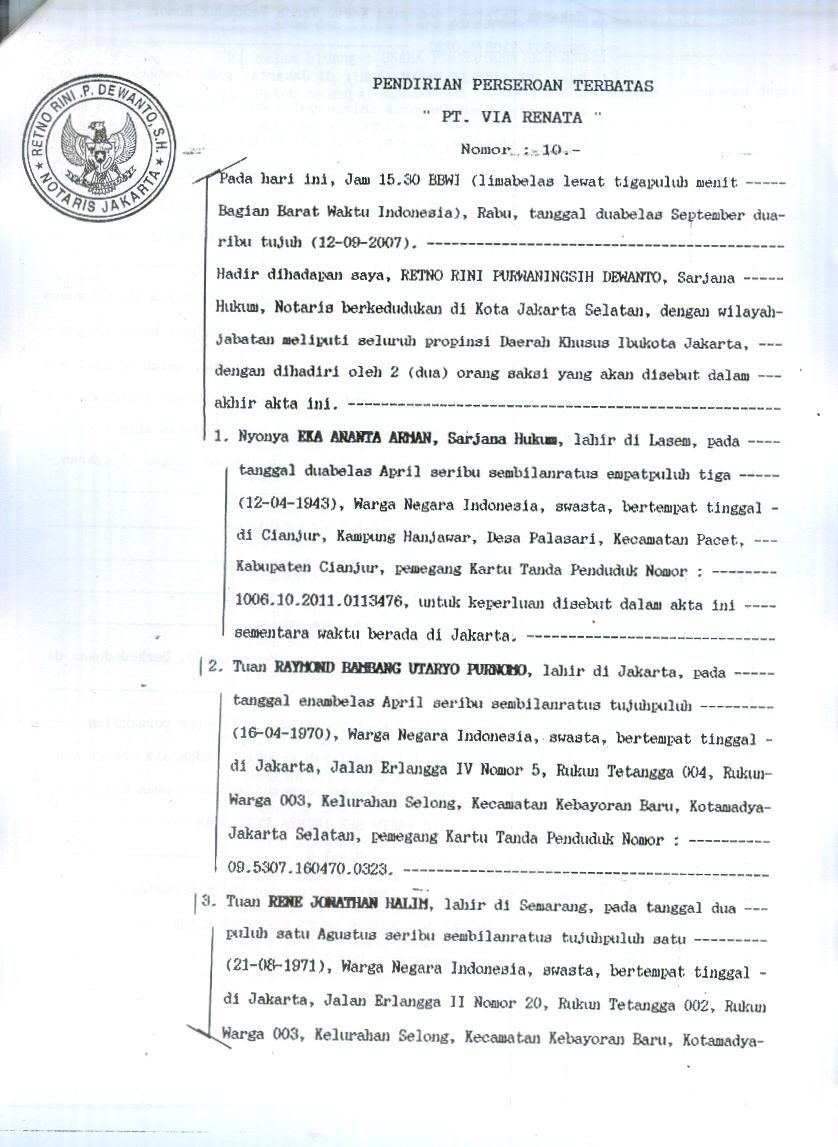 PENDIRIAN PERSEROAN TERBATAS
" PT. VIA RENATA "
Nomor : - 10.-
RETNO RINI .P. DEWANTO, S.H.
★ NOTARIS JAKARTA ★
Pada hari ini, Jam 15.30 BBWI (limabelas lewat tigapuluh menit -----
Bagian Barat Waktu Indonesia), Rabu, tanggal duabelas September dua-
ribu tujuh (12-09-2007). -------------------------------------------
Hadir dihadapan saya, RETNO RINI PURWANINGSIH DEWANTO, Sarjana -----
Hukum, Notaris berkedudukan di Kota Jakarta Selatan, dengan wilayah-
jabatan meliputi seluruh propinsi Daerah Khusus Ibukota Jakarta, ---
dengan dihadiri oleh 2 (dua) orang saksi yang akan disebut dalam ---
akhir akta ini. ----------------------------------------------------
1. Nyonya EKA ANANTA ARMAN, Sarjana Hukum, lahir di Lasem, pada ----
tanggal duabelas April seribu sembilanratus empatpuluh tiga -----
(12-04-1943), Warga Negara Indonesia, swasta, bertempat tinggal -
di Cianjur, Kampung Hanjawar, Desa Palasari, Kecamatan Pacet, ---
Kabupaten Cianjur, pemegang Kartu Tanda Penduduk Nomor : --------
1006.10.2011.0113476, untuk keperluan disebut dalam akta ini ----
sementara waktu berada di Jakarta. ------------------------------
2. Tuan RAYMOND BAMBANG UTARYO PURNOMO, lahir di Jakarta, pada -----
tanggal enambelas April seribu sembilanratus tujuhpuluh ---------
(16-04-1970), Warga Negara Indonesia, swasta, bertempat tinggal -
di Jakarta, Jalan Erlangga IV Nomor 5, Rukun Tetangga 004, Rukun-
Warga 003, Kelurahan Selong, Kecamatan Kebayoran Baru, Kotamadya-
Jakarta Selatan, pemegang Kartu Tanda Penduduk Nomor : ----------
09.5307.160470.0323. --------------------------------------------
3. Tuan RENE JONATHAN HALIM, lahir di Semarang, pada tanggal dua ---
puluh satu Agustus seribu sembilanratus tujuhpuluh satu ---------
(21-08-1971), Warga Negara Indonesia, swasta, bertempat tinggal -
di Jakarta, Jalan Erlangga II Nomor 20, Rukun Tetangga 002, Rukun
Warga 003, Kelurahan Selong, Kecamatan Kebayoran Baru, Kotamadya-